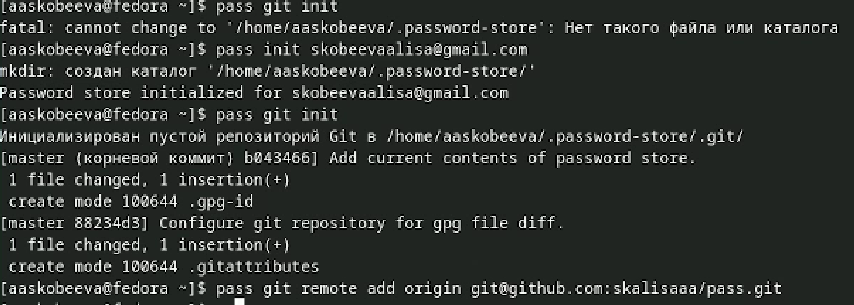 [aaskobeeva@fedora ~]$ pass git init
fatal: cannot change to '/home/aaskobeeva/.password-store': Нет такого файла или каталога
[aaskobeeva@fedora ~]$ pass init skobeevaalisa@gmail.com
mkdir: создан каталог '/home/aaskobeeva/.password-store/'
Password store initialized for skobeevaalisa@gmail.com
[aaskobeeva@fedora ~]$ pass git init
Инициализирован пустой репозиторий Git в /home/aaskobeeva/.password-store/.git/
[master (корневой коммит) b043466] Add current contents of password store.
 1 file changed, 1 insertion(+)
 create mode 100644 .gpg-id
[master 88234d3] Configure git repository for gpg file diff.
 1 file changed, 1 insertion(+)
 create mode 100644 .gitattributes
[aaskobeeva@fedora ~]$ pass git remote add origin git@github.com:skalisaaa/pass.git